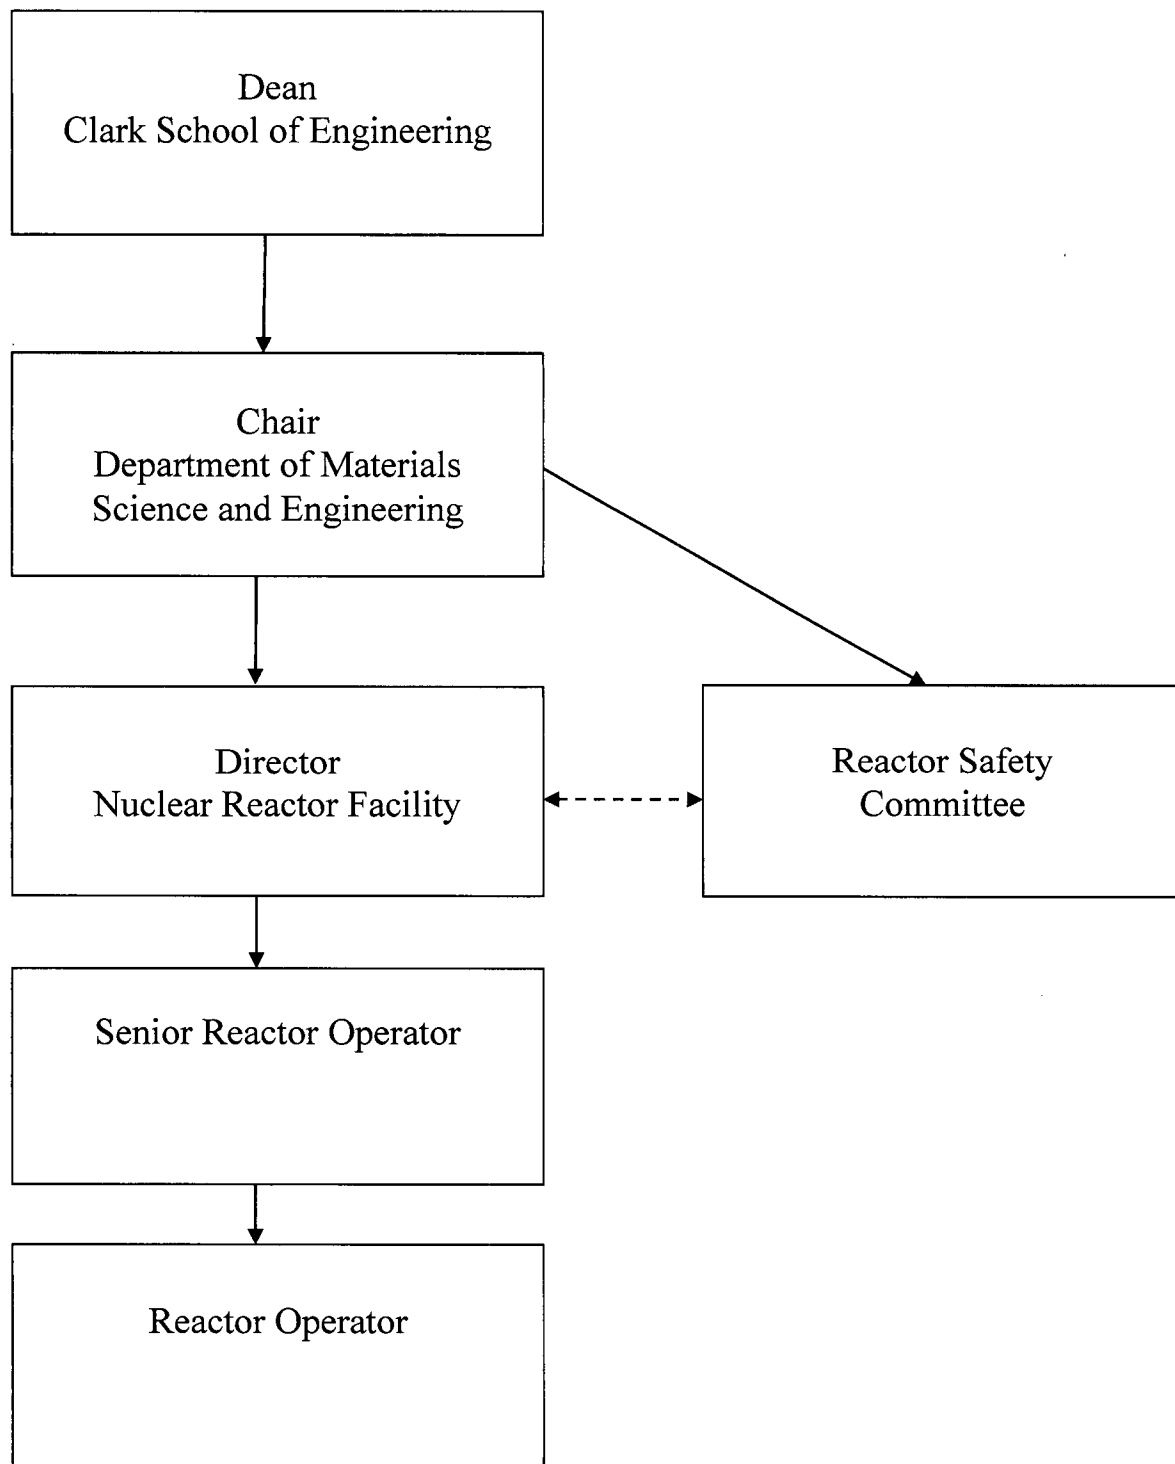 Dean
Clark School of Engineering
Chair
Department of Materials
Science and Engineering
Director
Nuclear Reactor Facility
Reactor Safety
Committee
Senior Reactor Operator
Reactor Operator